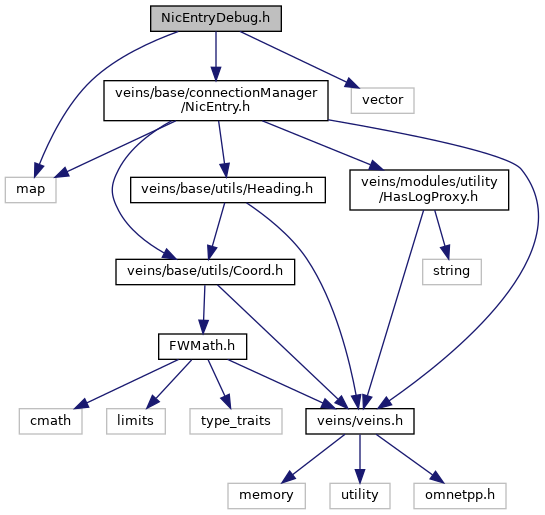 NicEntryDebug.h
veins/base/connectionManager
/NicEntry.h
vector
map
veins/base/utils/Heading.h
veins/modules/utility
/HasLogProxy.h
veins/base/utils/Coord.h
string
FWMath.h
cmath
limits
type_traits
veins/veins.h
memory
utility
omnetpp.h